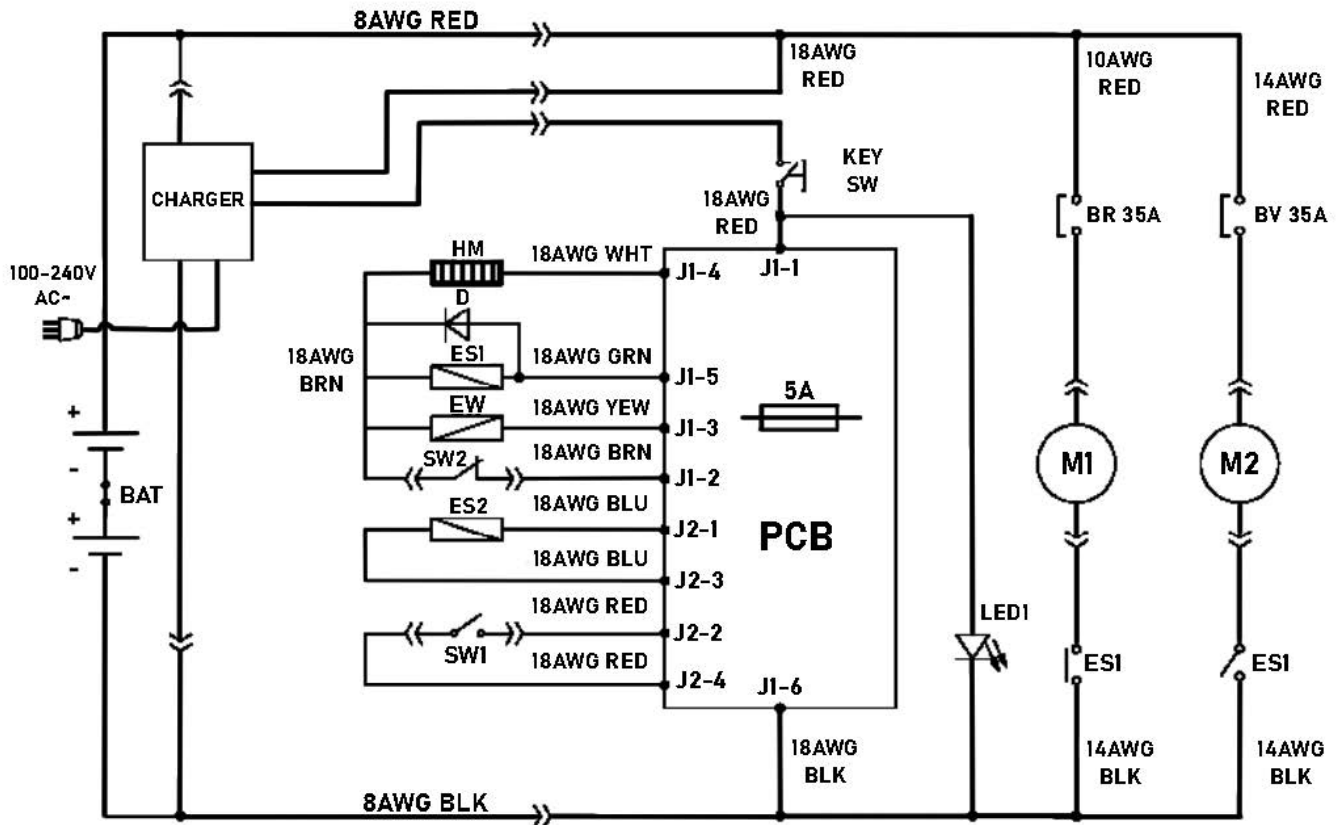 8AWG RED
18AWG
RED
10AWG
RED
14AWG
RED
CHARGER
KEY
SW
18AWG
RED
BR 35A
BV 35A
100-240V
AC~
HM
18AWG WHT
J1-4
J1-1
D
18AWG
BRN
ES1
18AWG GRN
J1-5
5A
EW
18AWG YEW
J1-3
SW2
18AWG BRN
J1-2
M1
M2
+
-
BAT
+
-
ES2
18AWG BLU
J2-1
PCB
18AWG BLU
J2-3
18AWG RED
J2-2
SW1
18AWG RED
J2-4
J1-6
LED1
ES1
ES1
18AWG
BLK
14AWG
BLK
14AWG
BLK
8AWG BLK